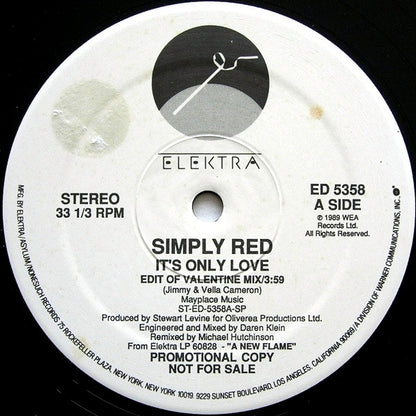 ELEKTRA
STEREO
33 1/3 RPM
ED 5358
A SIDE
℗ 1989 WEA
Records Ltd.
All Rights Reserved.
SIMPLY RED
IT'S ONLY LOVE
EDIT OF VALENTINE MIX/3:59
(Jimmy & Vella Cameron)
Mayplace Music
ST-ED-5358A-SP
Produced by Stewart Levine for Oliverea Productions Ltd.
Engineered and Mixed by Daren Klein
Remixed by Michael Hutchinson
From Elektra LP 60828 - "A NEW FLAME"
PROMOTIONAL COPY
NOT FOR SALE
MFG. BY ELEKTRA/ASYLUM/NONESUCH RECORDS 75 ROCKEFELLER PLAZA, NEW YORK, NEW YORK 10019. 9229 SUNSET BOULEVARD, LOS ANGELES, CALIFORNIA 90069/A DIVISION OF WARNER COMMUNICATIONS, INC.